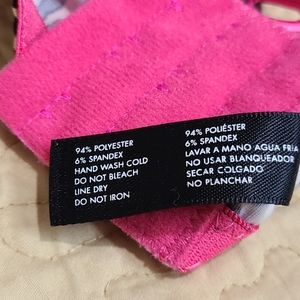 94% POLYESTER
6% SPANDEX
HAND WASH COLD
DO NOT BLEACH
LINE DRY
DO NOT IRON
94% POLIÉSTER
6% SPANDEX
LAVAR A MANO AGUA FRIA
NO USAR BLANQUEADOR
SECAR COLGADO
NO PLANCHAR